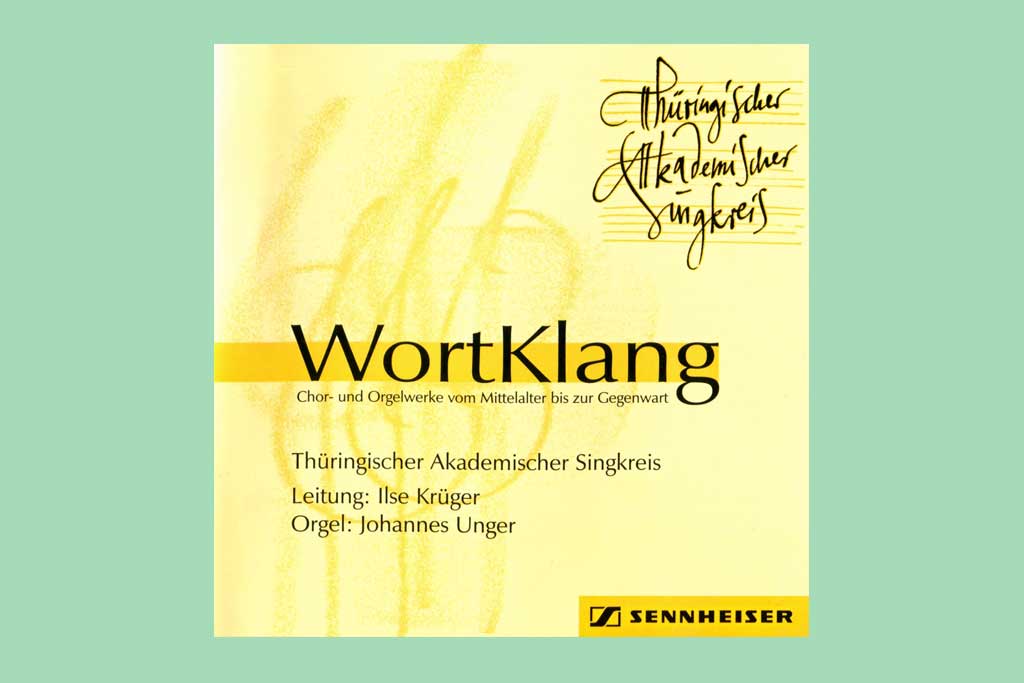 Thüringischer
Akademischer
Singkreis
WortKlang
Chor- und Orgelwerke vom Mittelalter bis zur Gegenwart
Thüringischer Akademischer Singkreis
Leitung: Ilse Krüger
Orgel: Johannes Unger
SENNHEISER